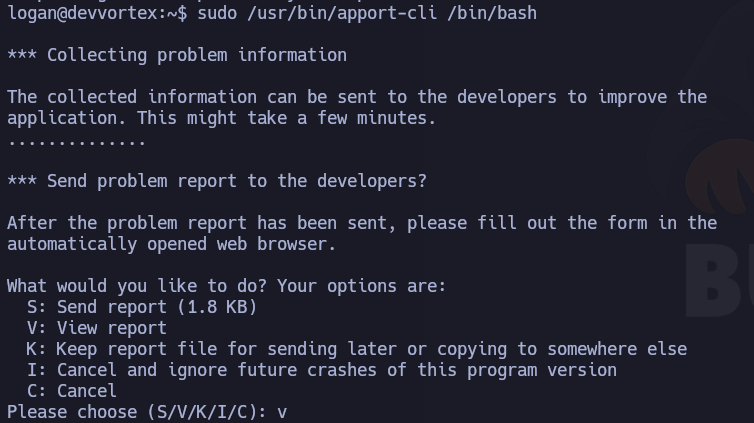 logan@devvortex:~$ sudo /usr/bin/apport-cli /bin/bash
*** Collecting problem information
The collected information can be sent to the developers to improve the
application. This might take a few minutes.
..............
*** Send problem report to the developers?
After the problem report has been sent, please fill out the form in the
automatically opened web browser.
What would you like to do? Your options are:
S: Send report (1.8 KB)
V: View report
K: Keep report file for sending later or copying to somewhere else
I: Cancel and ignore future crashes of this program version
C: Cancel
Please choose (S/V/K/I/C): v